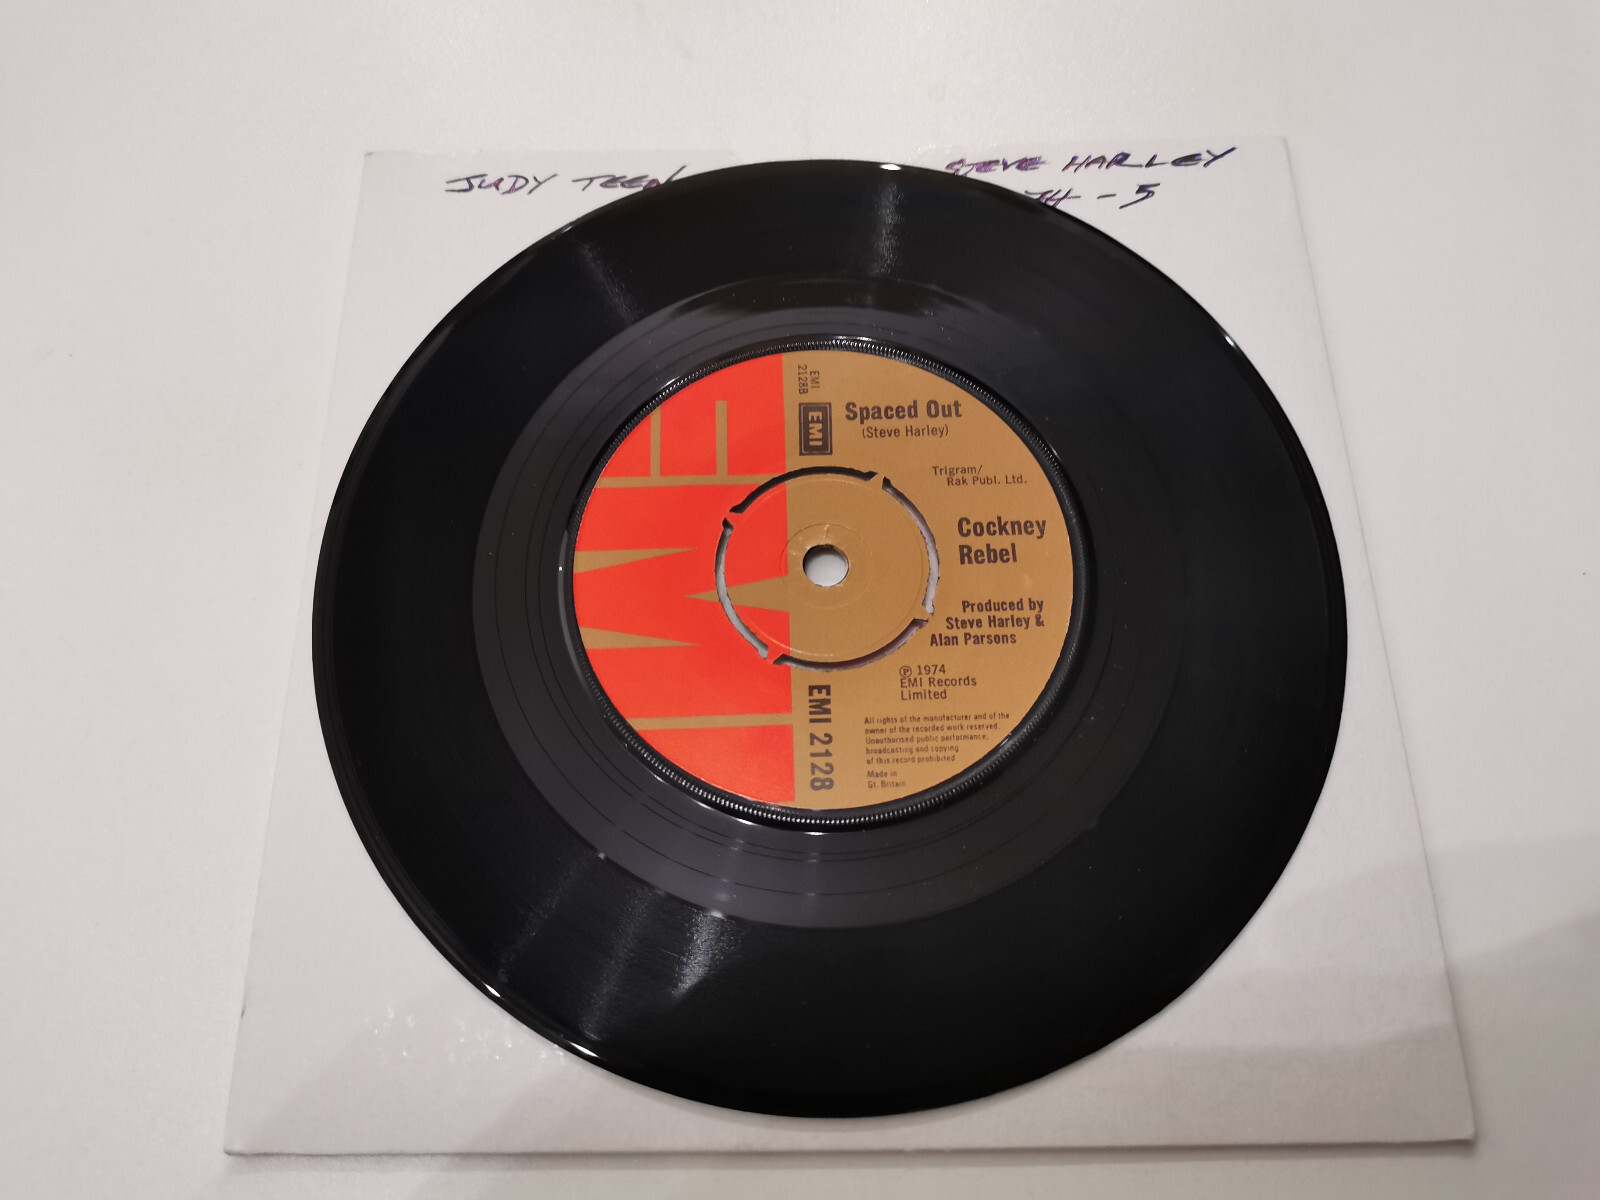 JUDY TEEN
STEVE HARLEY
74 - 5
EMI
2128B
EMI
Spaced Out
(Steve Harley)
Trigram/
Rak Publ. Ltd.
Cockney
Rebel
Produced by
Steve Harley &
Alan Parsons
℗ 1974
EMI Records
Limited
EMI 2128
All rights of the manufacturer and of the
owner of the recorded work reserved.
Unauthorised public performance,
broadcasting and copying
of this record prohibited
Made in
Gt. Britain
EMI